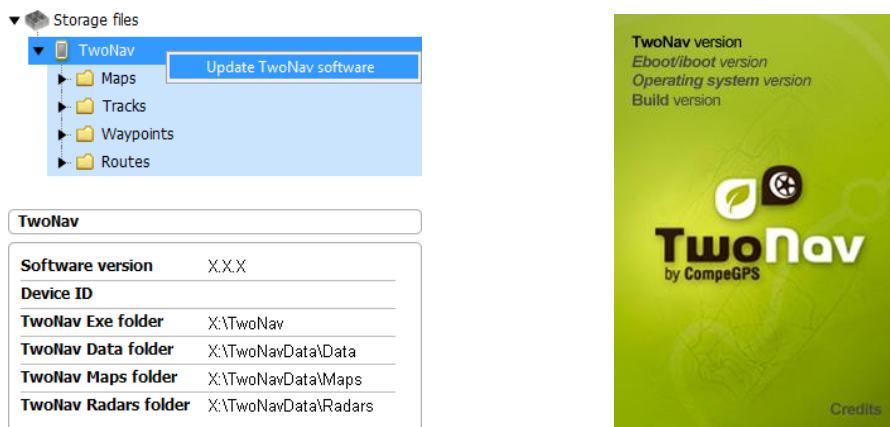 Storage files
TwoNav
Update TwoNav software
Maps
Tracks
Waypoints
Routes
TwoNav
Software version X.X.X
Device ID
TwoNav Exe folder X:\TwoNav
TwoNav Data folder X:\TwoNavData\Data
TwoNav Maps folder X:\TwoNavData\Maps
TwoNav Radars folder X:\TwoNavData\Radars
TwoNav version
Eboot/iboot version
Operating system version
Build version
TwoNav
by CompeGPS
Credits